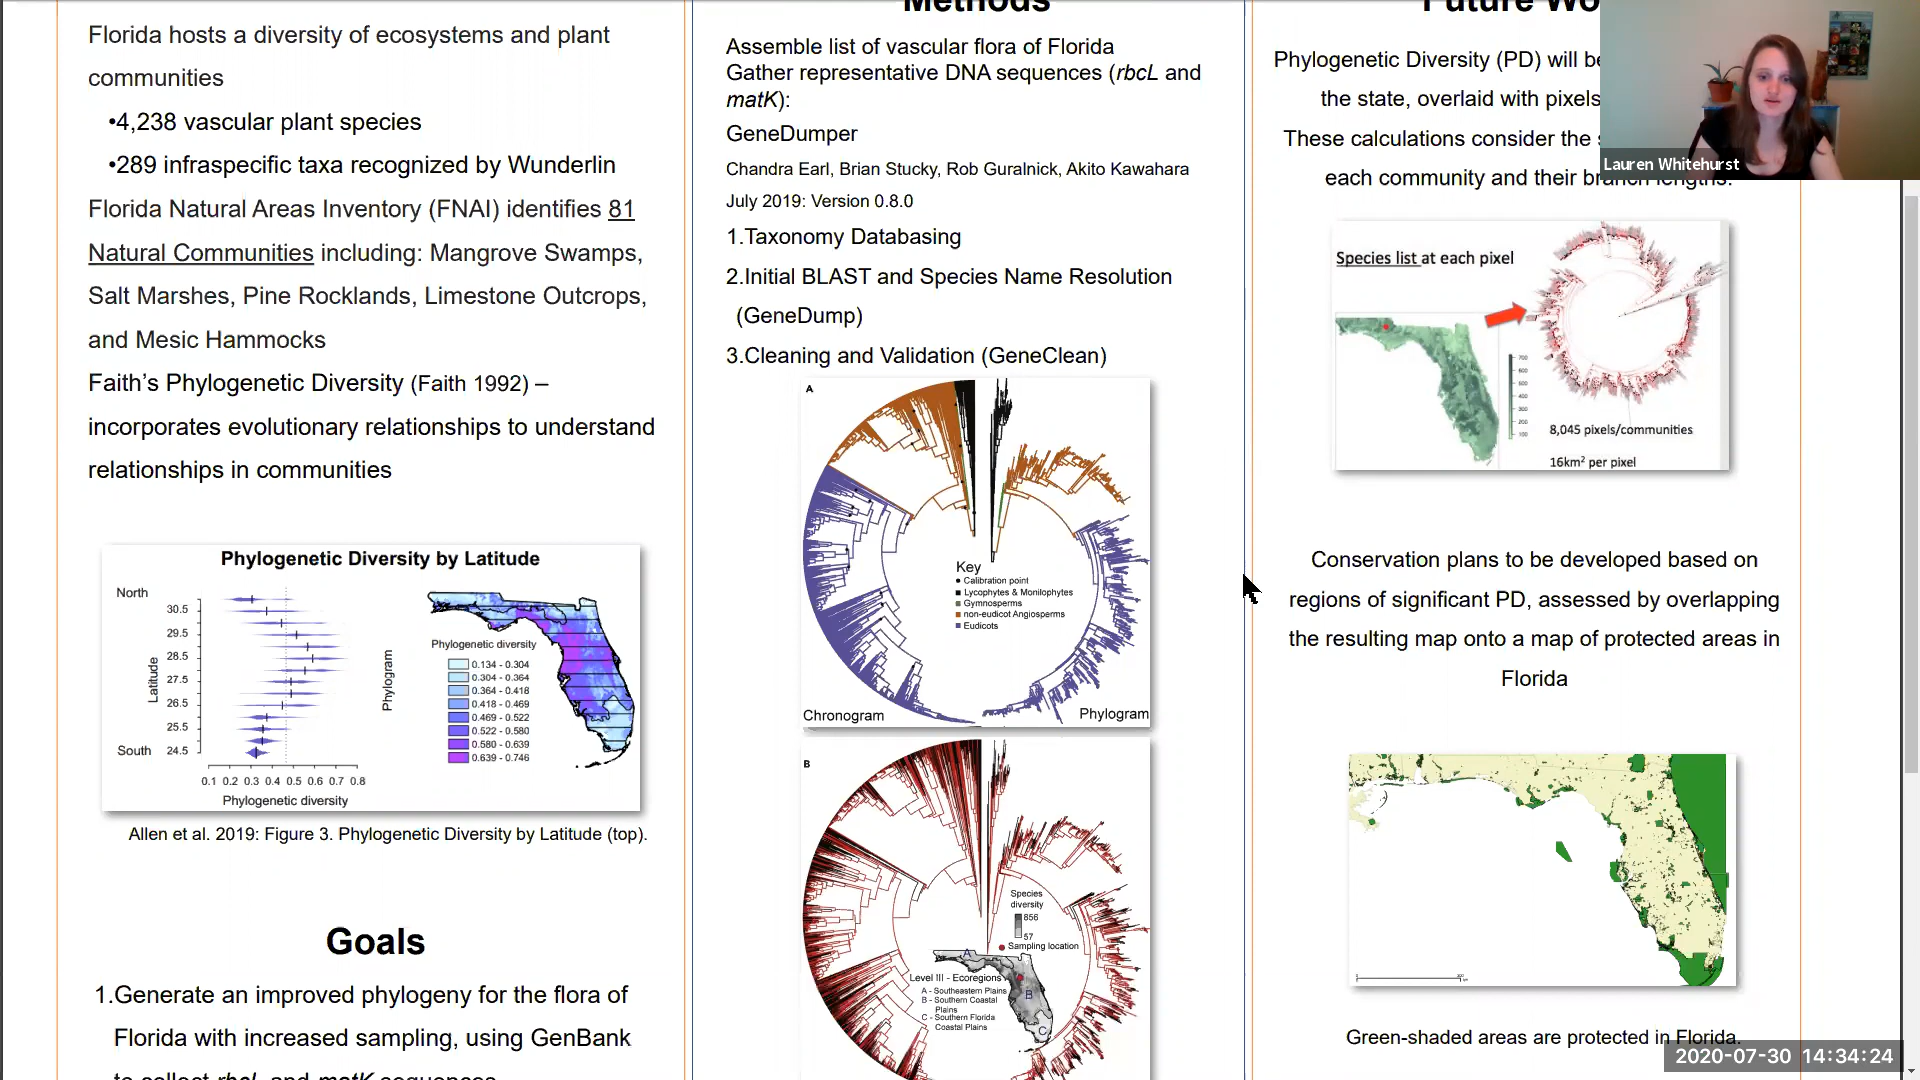 Florida hosts a diversity of ecosystems and plant
communities
•4,238 vascular plant species
•289 infraspecific taxa recognized by Wunderlin
Florida Natural Areas Inventory (FNAI) identifies 81
Natural Communities including: Mangrove Swamps,
Salt Marshes, Pine Rocklands, Limestone Outcrops,
and Mesic Hammocks
Faith's Phylogenetic Diversity (Faith 1992) –
incorporates evolutionary relationships to understand
relationships in communities
Phylogenetic Diversity by Latitude
North
30.5
29.5
28.5
27.5
26.5
25.5
24.5
South
Latitude
0.1 0.2 0.3 0.4 0.5 0.6 0.7 0.8
Phylogenetic diversity
Phylogram
Phylogenetic diversity
0.134 - 0.304
0.304 - 0.364
0.364 - 0.418
0.418 - 0.469
0.469 - 0.522
0.522 - 0.580
0.580 - 0.639
0.639 - 0.746
Allen et al. 2019: Figure 3. Phylogenetic Diversity by Latitude (top).
Goals
1.Generate an improved phylogeny for the flora of
Florida with increased sampling, using GenBank
to collect rbcL and matK sequences
Methods
Assemble list of vascular flora of Florida
Gather representative DNA sequences (rbcL and
matK):
GeneDumper
Chandra Earl, Brian Stucky, Rob Guralnick, Akito Kawahara
July 2019: Version 0.8.0
1.Taxonomy Databasing
2.Initial BLAST and Species Name Resolution
(GeneDump)
3.Cleaning and Validation (GeneClean)
A
Key
Calibration point
Lycophytes & Monilophytes
Gymnosperms
non-eudicot Angiosperms
Eudicots
Chronogram
Phylogram
B
Species
diversity
856
57
Sampling location
Level III - Ecoregions
A - Southeastern Plains
B - Southern Coastal
Plains
C - Southern Florida
Coastal Plains
A
B
C
Future Wo
Phylogenetic Diversity (PD) will be
the state, overlaid with pixels
These calculations consider the s
each community and their branch lengths.
Lauren Whitehurst
Species list at each pixel
700
600
500
400
300
200
100
8,045 pixels/communities
16km² per pixel
Conservation plans to be developed based on
regions of significant PD, assessed by overlapping
the resulting map onto a map of protected areas in
Florida
Green-shaded areas are protected in Florida.
2020-07-30 14:34:24